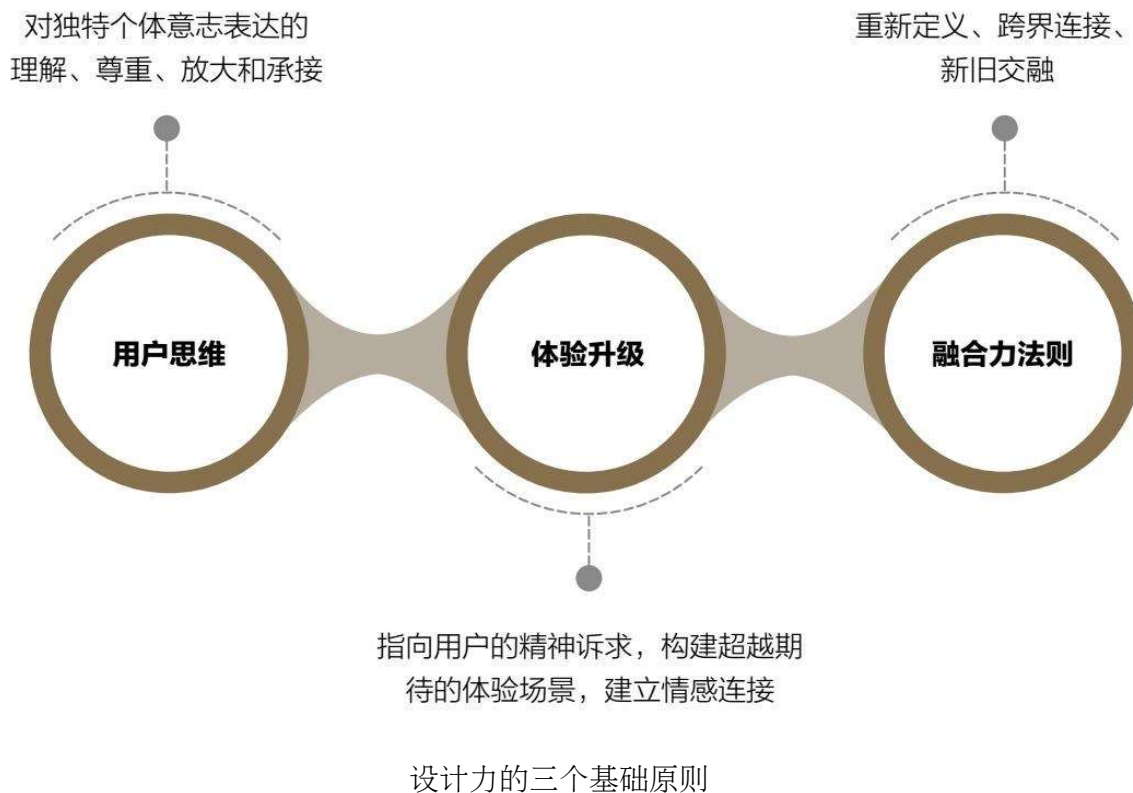 对独特个体意志表达的
理解、尊重、放大和承接
重新定义、跨界连接、
新旧交融
用户思维
体验升级
融合力法则
指向用户的精神诉求，构建超越期
待的体验场景，建立情感连接
设计力的三个基础原则